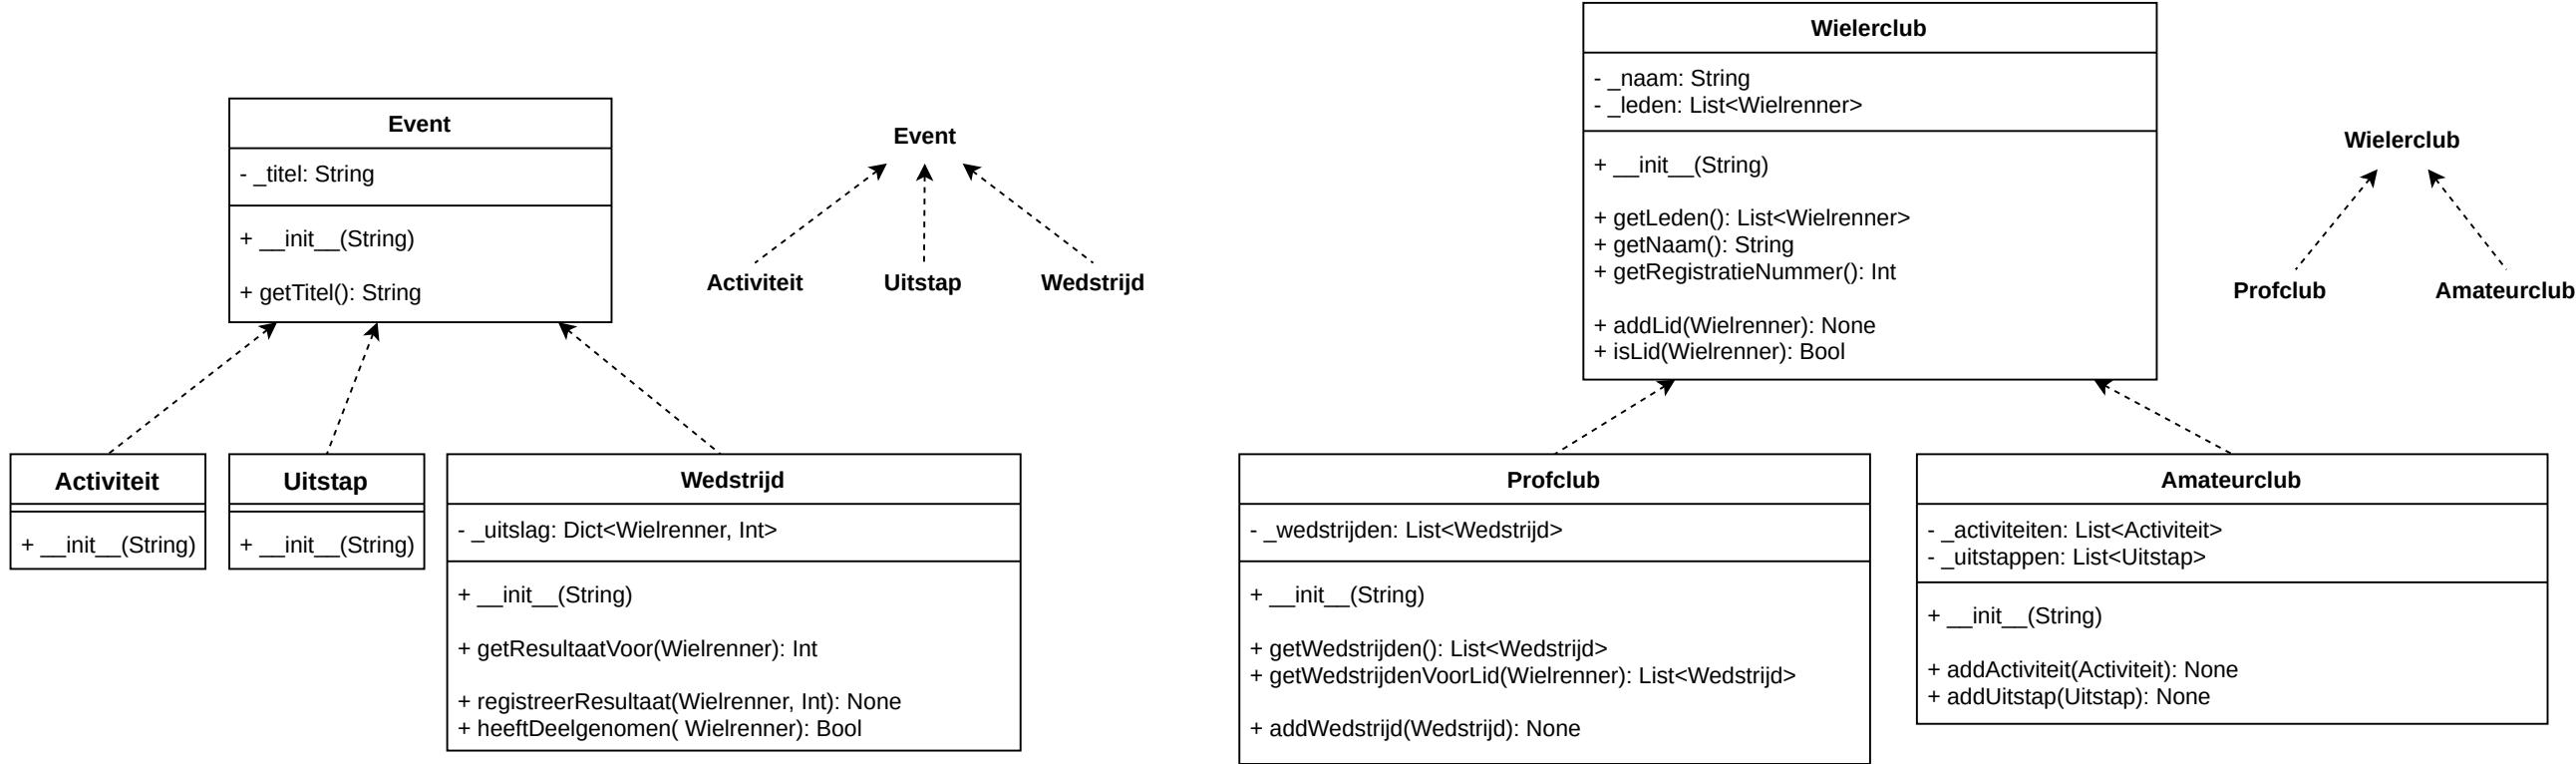 Event
- _titel: String
+ __init__(String)
+ getTitel(): String
Activiteit
+ __init__(String)
Uitstap
+ __init__(String)
Wedstrijd
- _uitslag: Dict<Wielrenner, Int>
+ __init__(String)
+ getResultaatVoor(Wielrenner): Int
+ registreerResultaat(Wielrenner, Int): None
+ heeftDeelgenomen( Wielrenner): Bool
Event
Activiteit
Uitstap
Wedstrijd
Wielerclub
- _naam: String
- _leden: List<Wielrenner>
+ __init__(String)
+ getLeden(): List<Wielrenner>
+ getNaam(): String
+ getRegistratieNummer(): Int
+ addLid(Wielrenner): None
+ isLid(Wielrenner): Bool
Profclub
- _wedstrijden: List<Wedstrijd>
+ __init__(String)
+ getWedstrijden(): List<Wedstrijd>
+ getWedstrijdenVoorLid(Wielrenner): List<Wedstrijd>
+ addWedstrijd(Wedstrijd): None
Amateurclub
- _activiteiten: List<Activiteit>
- _uitstappen: List<Uitstap>
+ __init__(String)
+ addActiviteit(Activiteit): None
+ addUitstap(Uitstap): None
Wielerclub
Profclub
Amateurclub